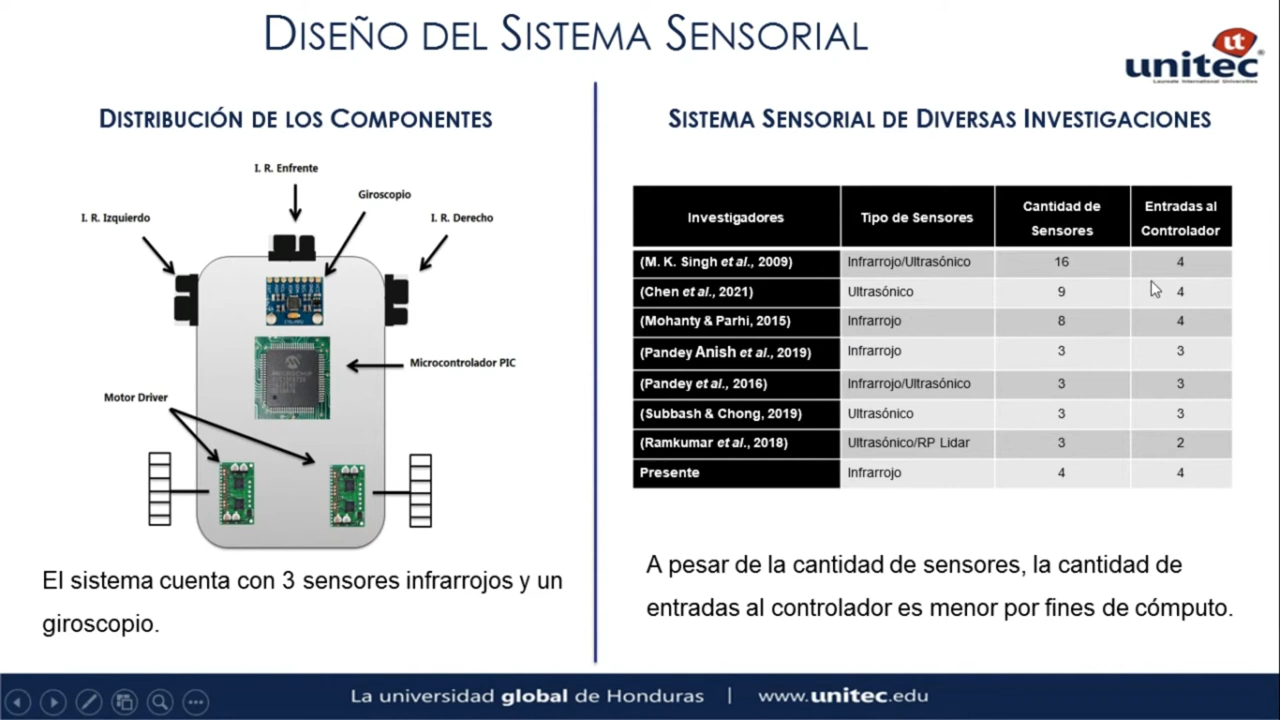 DISEÑO DEL SISTEMA SENSORIAL
ut
unitec
Laureate International Universities
DISTRIBUCIÓN DE LOS COMPONENTES
I. R. Enfrente
Giroscopio
I. R. Izquierdo
I. R. Derecho
Microcontrolador PIC
MICROCHIP
Motor Driver
El sistema cuenta con 3 sensores infrarrojos y un
giroscopio.
SISTEMA SENSORIAL DE DIVERSAS INVESTIGACIONES
Investigadores Tipo de Sensores Cantidad de Sensores Entradas al Controlador
(M. K. Singh et al., 2009) Infrarrojo/Ultrasónico 16 4
(Chen et al., 2021) Ultrasónico 9 4
(Mohanty & Parhi, 2015) Infrarrojo 8 4
(Pandey Anish et al., 2019) Infrarrojo 3 3
(Pandey et al., 2016) Infrarrojo/Ultrasónico 3 3
(Subbash & Chong, 2019) Ultrasónico 3 3
(Ramkumar et al., 2018) Ultrasónico/RP Lidar 3 2
Presente Infrarrojo 4 4
A pesar de la cantidad de sensores, la cantidad de
entradas al controlador es menor por fines de cómputo.
La universidad global de Honduras | www.unitec.edu